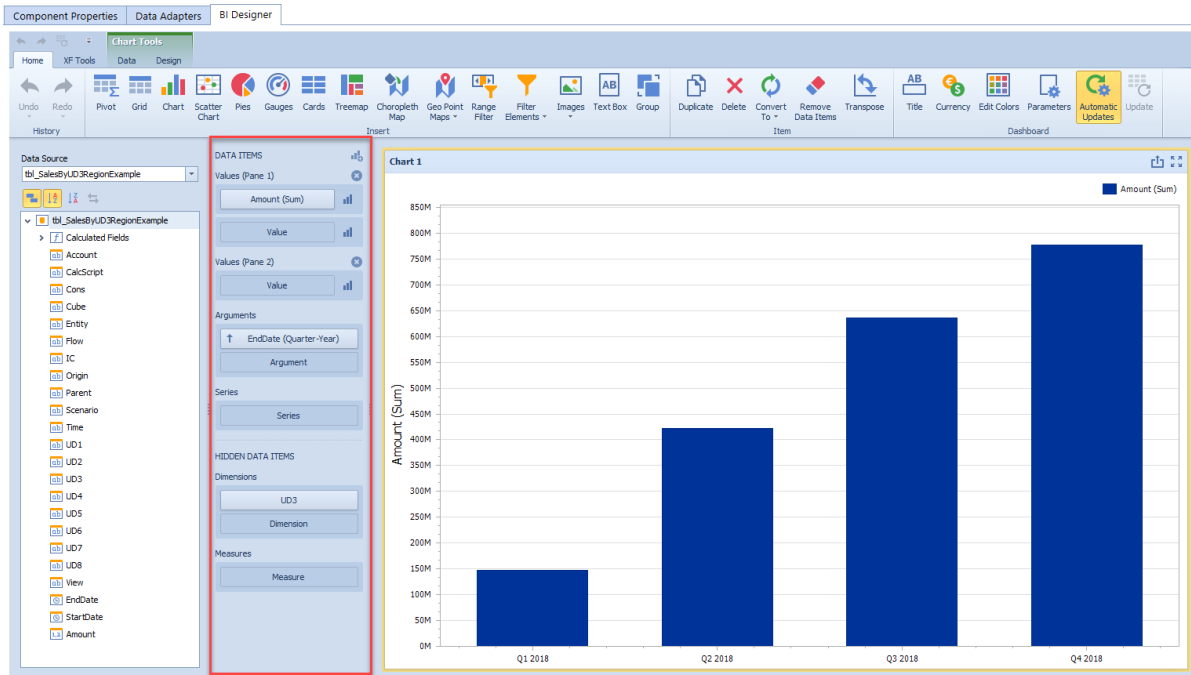 Component Properties Data Adapters BI Designer
Chart Tools
Home XF Tools Data Design
Undo Redo Pivot Grid Chart Scatter Chart Pies Gauges Cards Treemap Choropleth Map Geo Point Maps Range Filter Filter Elements Images Text Box Group Duplicate Delete Convert To Remove Data Items Transpose Title Currency Edit Colors Parameters Automatic Updates Update
History Insert Item Dashboard
Data Source
tbl_SalesByUD3RegionExample
tbl_SalesByUD3RegionExample
Calculated Fields
Account
CalcScript
Cons
Cube
Entity
Flow
IC
Origin
Parent
Scenario
Time
UD1
UD2
UD3
UD4
UD5
UD6
UD7
UD8
View
EndDate
StartDate
Amount
DATA ITEMS
Values (Pane 1)
Amount (Sum)
Value
Values (Pane 2)
Value
Arguments
EndDate (Quarter-Year)
Argument
Series
Series
HIDDEN DATA ITEMS
Dimensions
UD3
Dimension
Measures
Measure
Chart 1
Amount (Sum)
Amount (Sum)
850M
800M
750M
700M
650M
600M
550M
500M
450M
400M
350M
300M
250M
200M
150M
100M
50M
0M
Q1 2018 Q2 2018 Q3 2018 Q4 2018